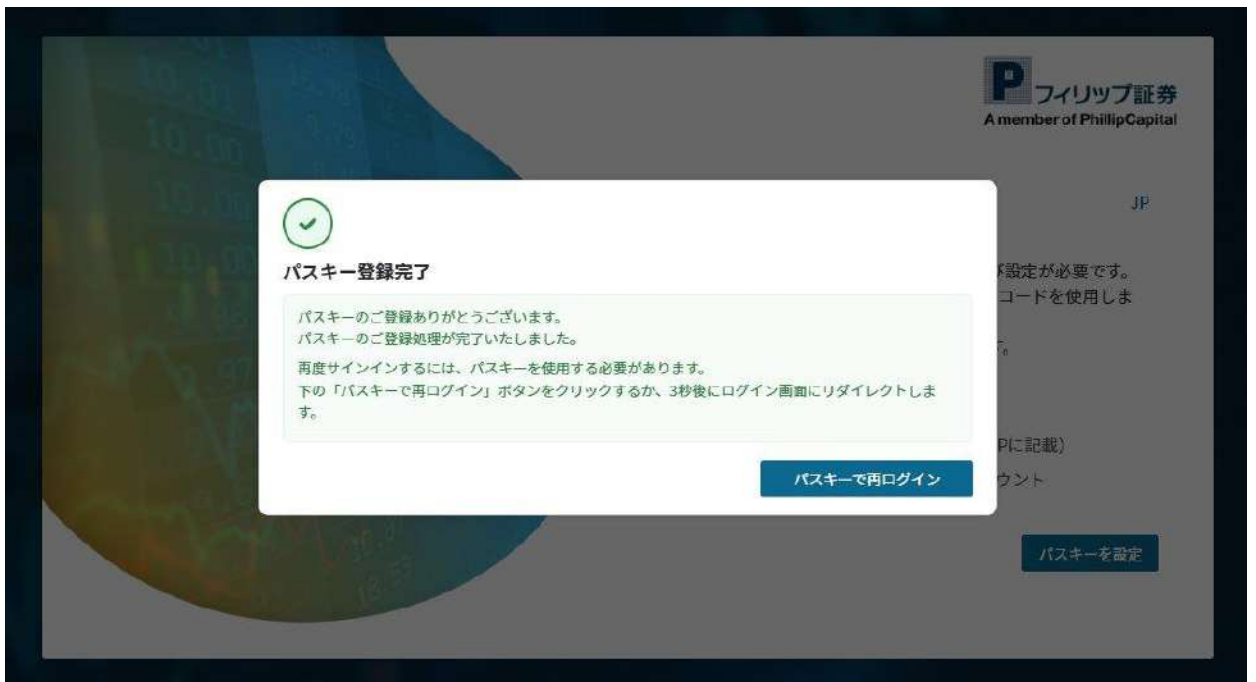 フィリップ証券
A member of PhillipCapital
JP
パスキー登録完了
設定が必要です。
コードを使用しま
パスキーのご登録ありがとうございます。
パスキーのご登録処理が完了いたしました。
再度サインインするには、パスキーを使用する必要があります。
下の「パスキーで再ログイン」ボタンをクリックするか、3秒後にログイン画面にリダイレクトしま
す。
Pに記載)
パスキーで再ログイン
ウント
パスキーを設定
10.01
10.00